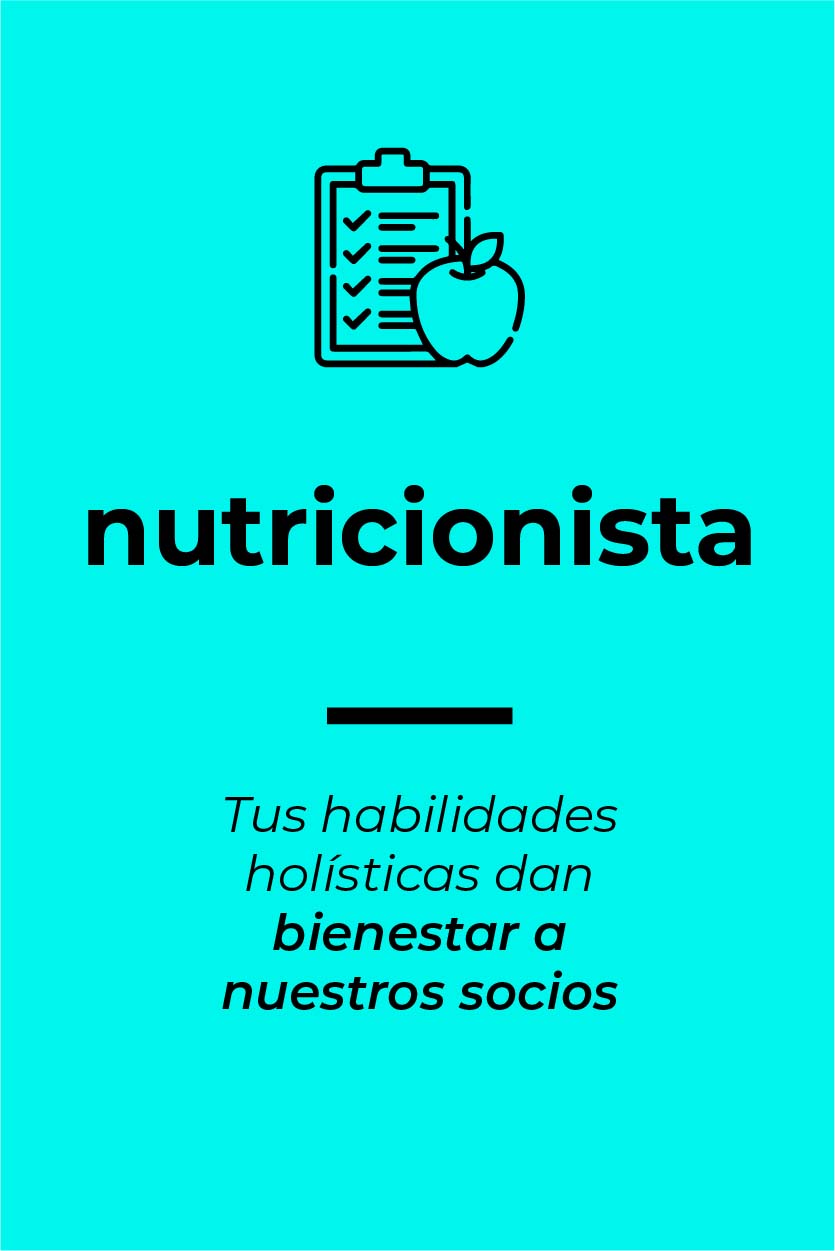 nutricionista
Tus habilidades
holísticas dan
bienestar a
nuestros socios